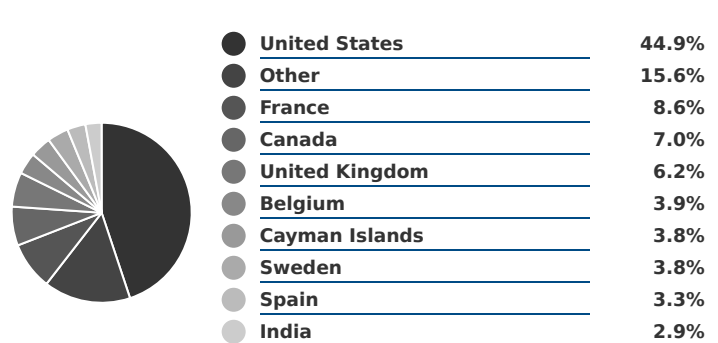 United States 44.9%
Other 15.6%
France 8.6%
Canada 7.0%
United Kingdom 6.2%
Belgium 3.9%
Cayman Islands 3.8%
Sweden 3.8%
Spain 3.3%
India 2.9%